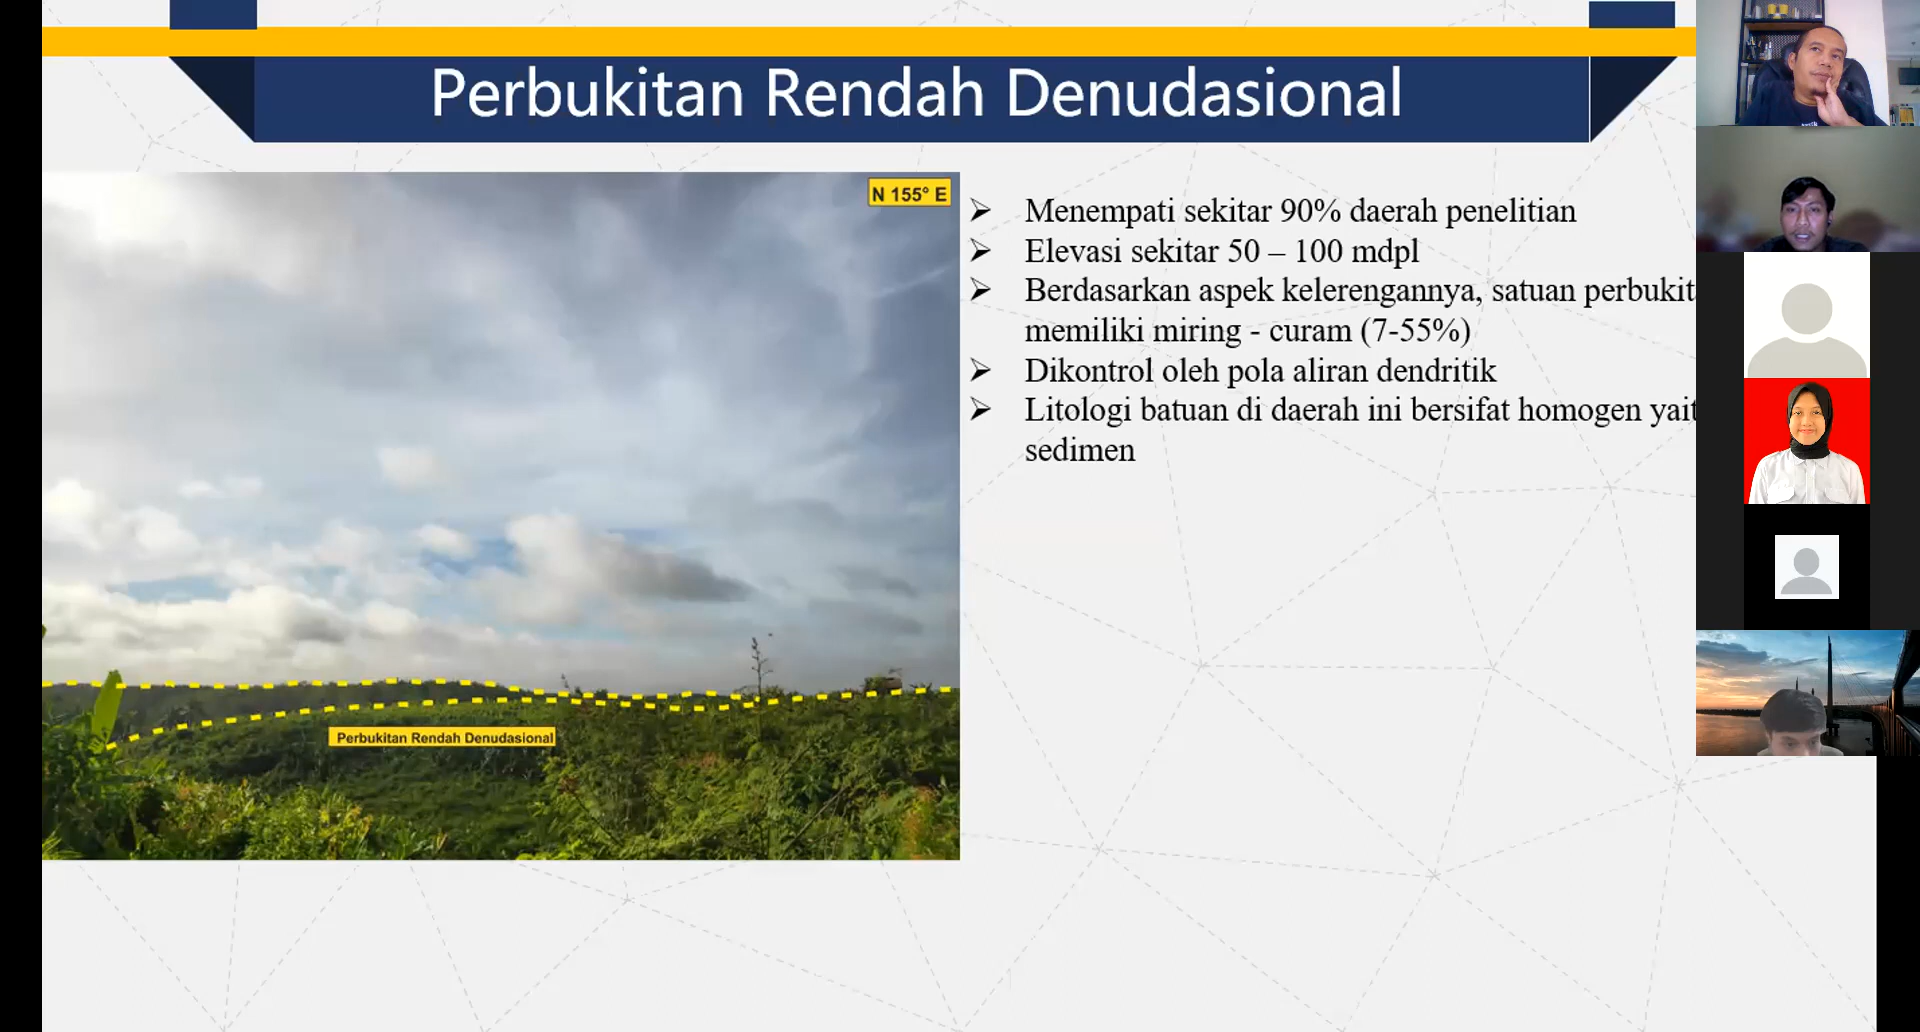 Perbukitan Rendah Denudasional
N 155° E
Menempati sekitar 90% daerah penelitian
Elevasi sekitar 50 – 100 mdpl
Berdasarkan aspek kelerengannya, satuan
memiliki miring - curam (7-55%)
Dikontrol oleh pola aliran dendritik
Litologi batuan di daerah ini bersifat homogen
sedimen
Perbukitan Rendah Denudasional